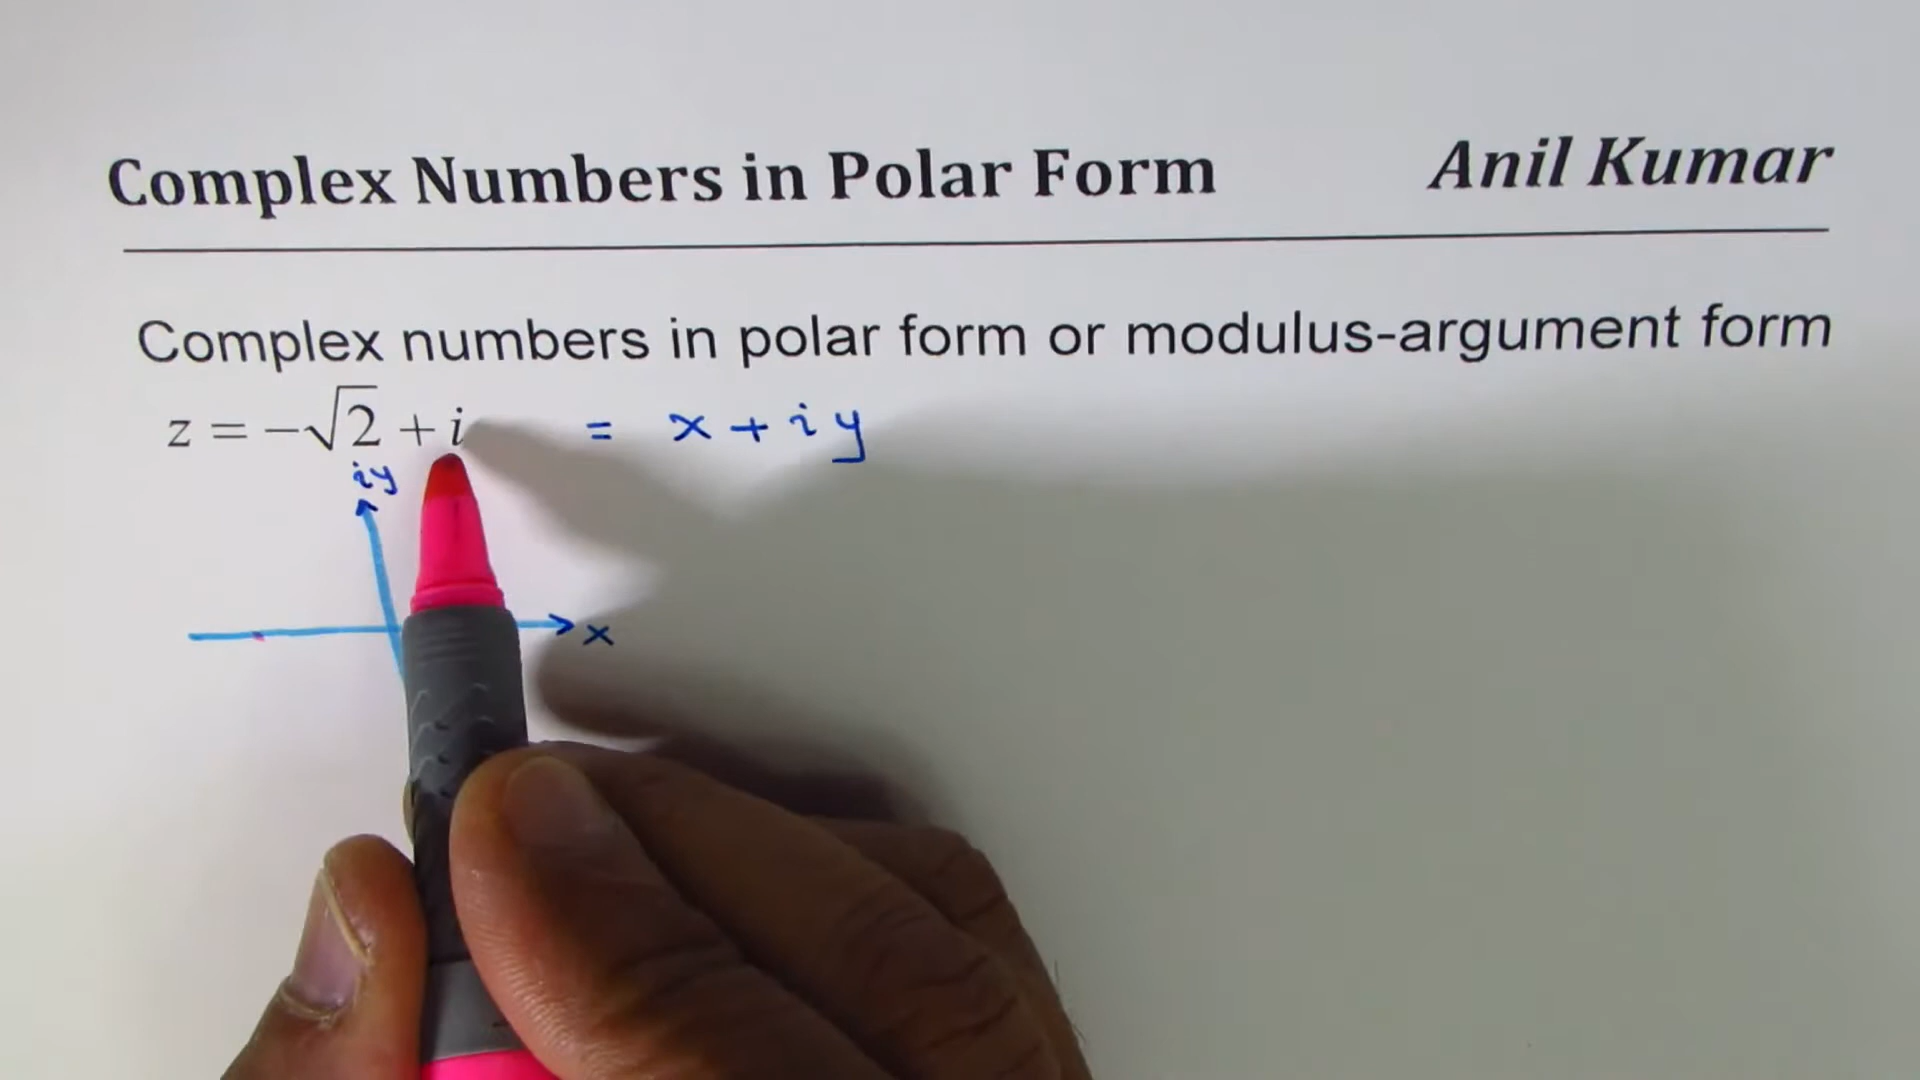 Complex Numbers in Polar Form Anil Kumar
Complex numbers in polar form or modulus-argument form
z = -√2 + i = x + iy
iy
x